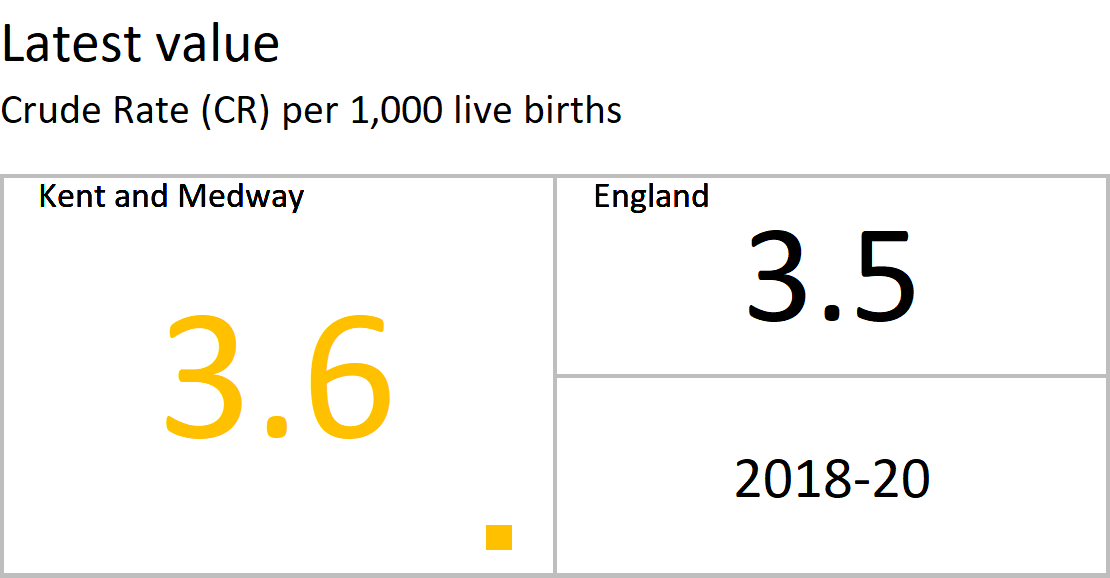 Latest value
Crude Rate (CR) per 1,000 live births
Kent and Medway
3.6
England
3.5
2018-20